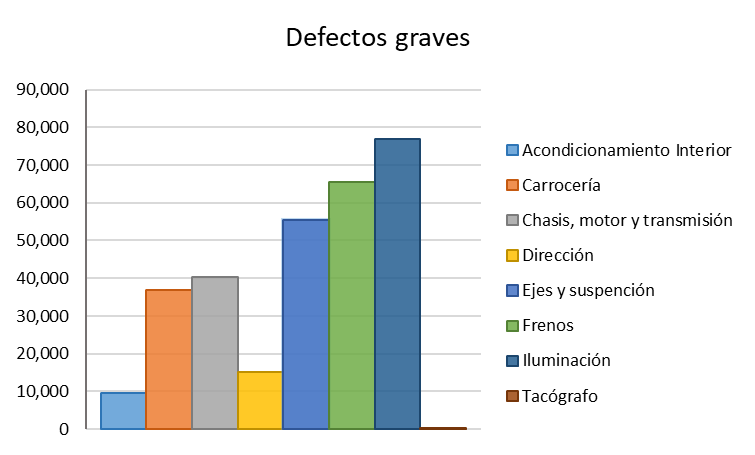 Defectos graves
90,000
80,000
70,000
60,000
50,000
40,000
30,000
20,000
10,000
0
Acondicionamiento Interior
Carrocería
Chasis, motor y transmisión
Dirección
Ejes y suspención
Frenos
Iluminación
Tacógrafo